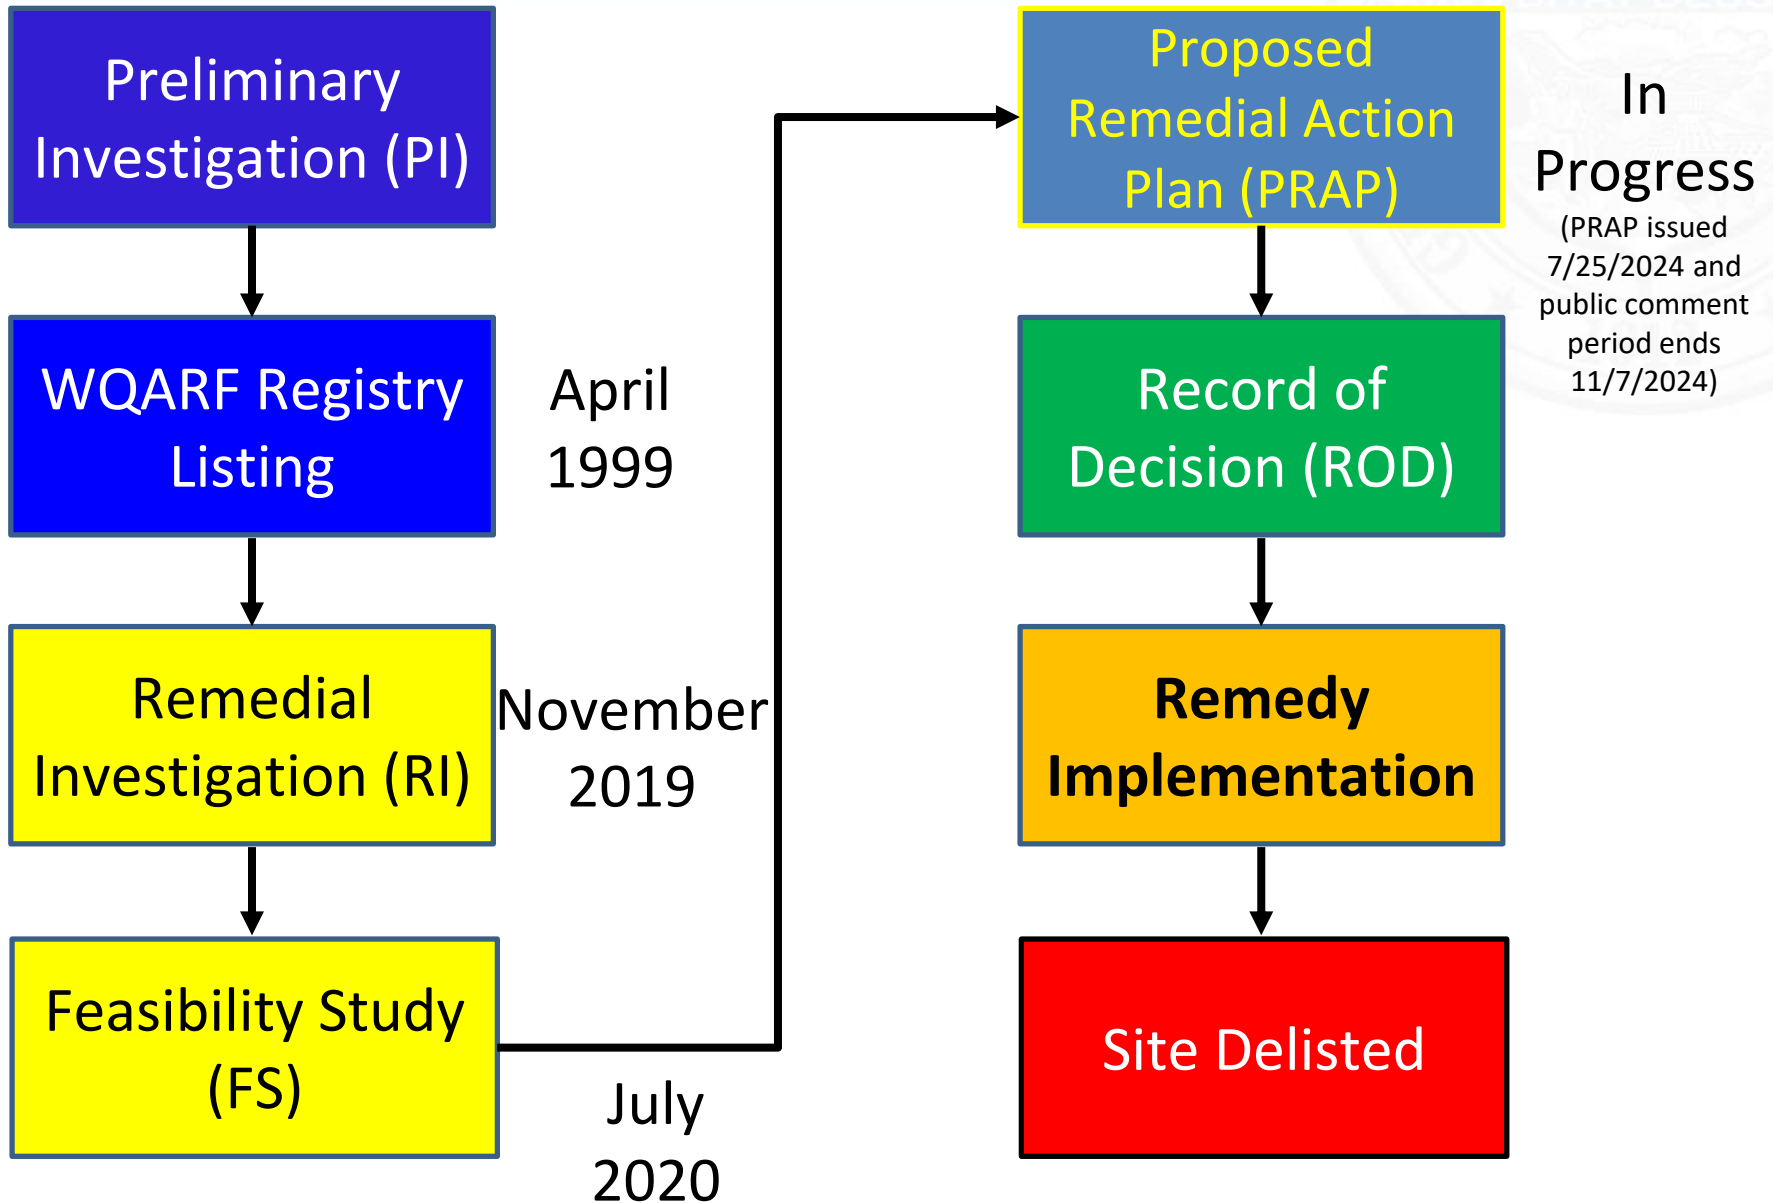 Preliminary
Investigation (PI)
WQARF Registry
Listing
April
1999
Remedial
Investigation (RI)
November
2019
Feasibility Study
(FS)
July
2020
Proposed
Remedial Action
Plan (PRAP)
In
Progress
(PRAP issued
7/25/2024 and
public comment
period ends
11/7/2024)
Record of
Decision (ROD)
Remedy
Implementation
Site Delisted